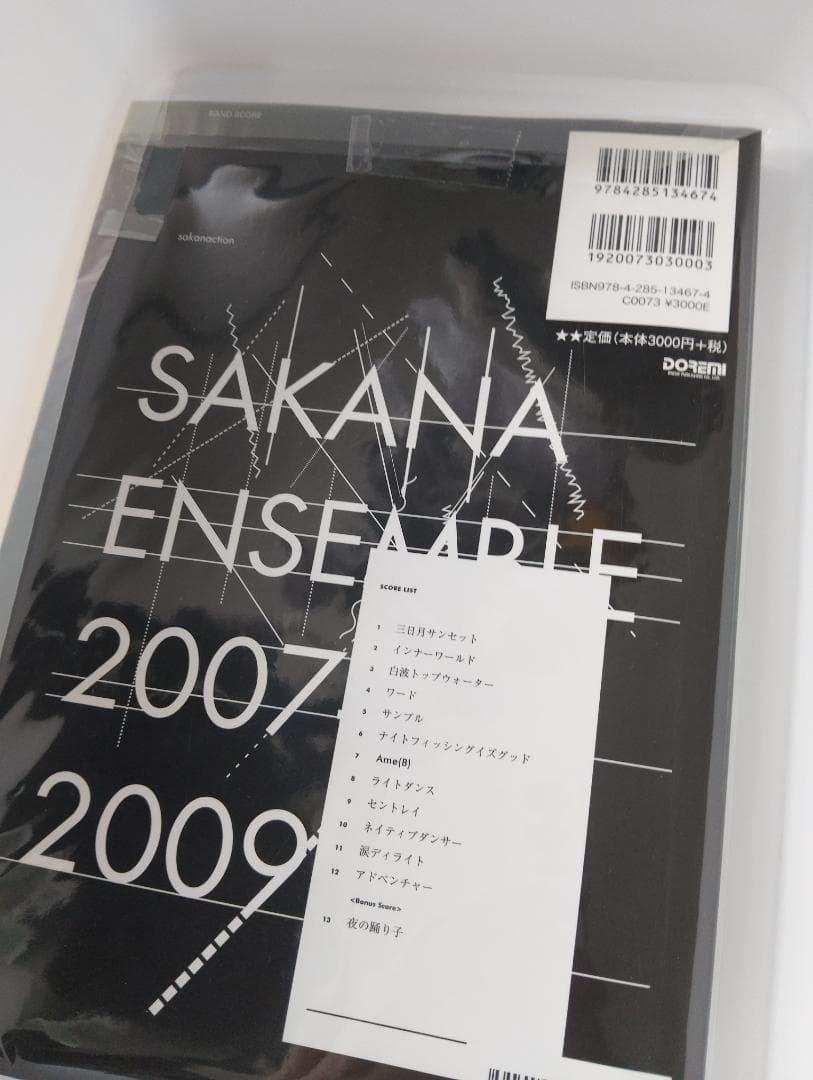 BAND SCORE
sakanaction
9784285134674
1920073030003
ISBN978-4-285-13467-4
C0073 ¥3000E
★★定価(本体3000円+税)
DOREMI
SAKANA
ENSEMBLE
2007
2009
SCORE LIST
1 三日月サンセット
2 インナーワールド
3 白波トップウォーター
4 ワード
5 サンプル
6 ナイトフィッシングイズグッド
7 Ame(B)
8 ライトダンス
9 セントレイ
10 ネイティブダンサー
11 涙ディライト
12 アドベンチャー
<Bonus Score>
13 夜の踊り子